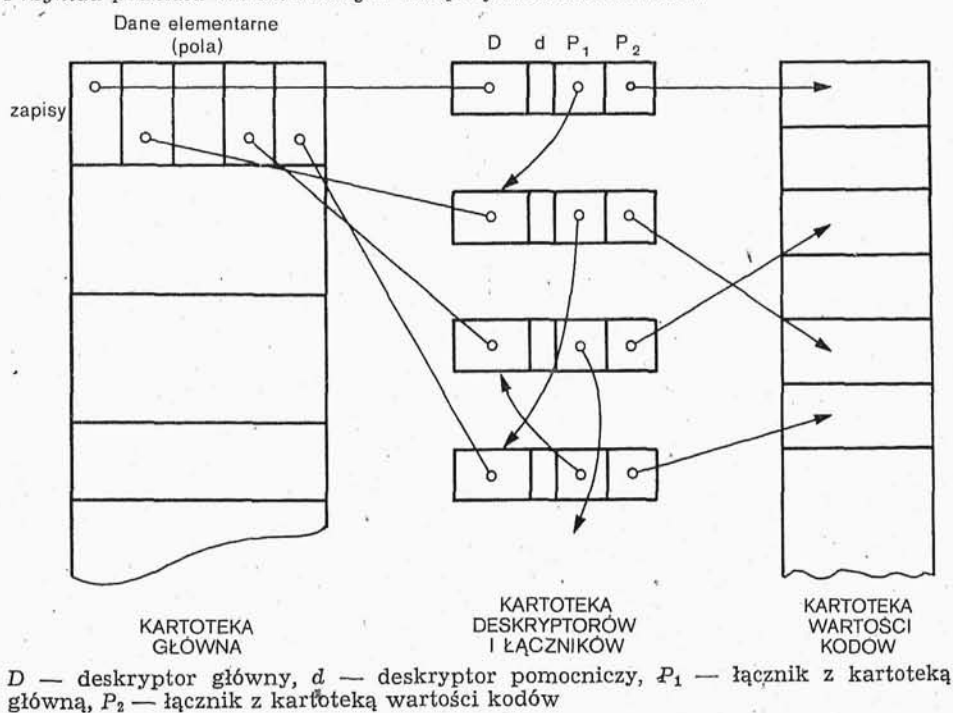 Dane elementarne
(pola)
D d P₁ P₂
zapisy
KARTOTEKA
GŁÓWNA
KARTOTEKA
DESKRYPTORÓW
I ŁĄCZNIKÓW
KARTOTEKA
WARTOŚCI
KODÓW
D — deskryptor główny, d — deskryptor pomocniczy, P₁ — łącznik z kartoteką
główną, P₂ — łącznik z kartoteką wartości kodów